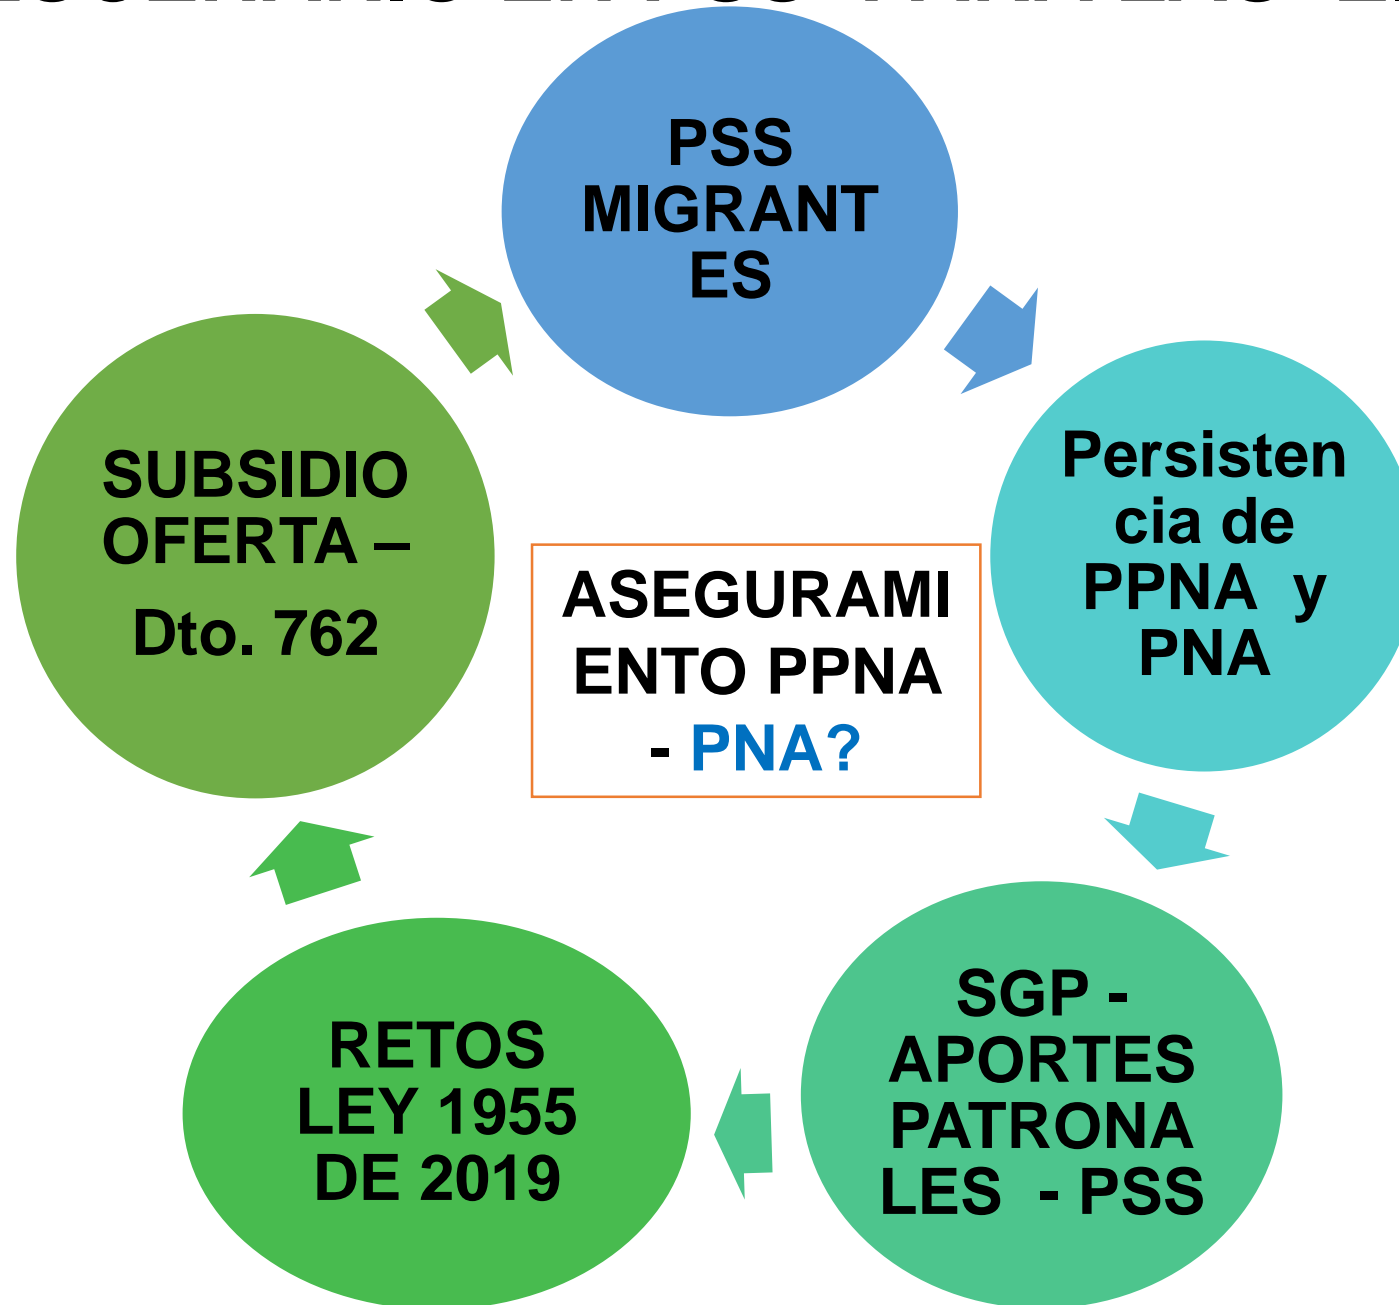 PSS
MIGRANT
ES
Persisten
cia de
PPNA y
PNA
SGP -
APORTES
PATRONA
LES - PSS
RETOS
LEY 1955
DE 2019
SUBSIDIO
OFERTA –
Dto. 762
ASEGURAMI
ENTO PPNA
- PNA?